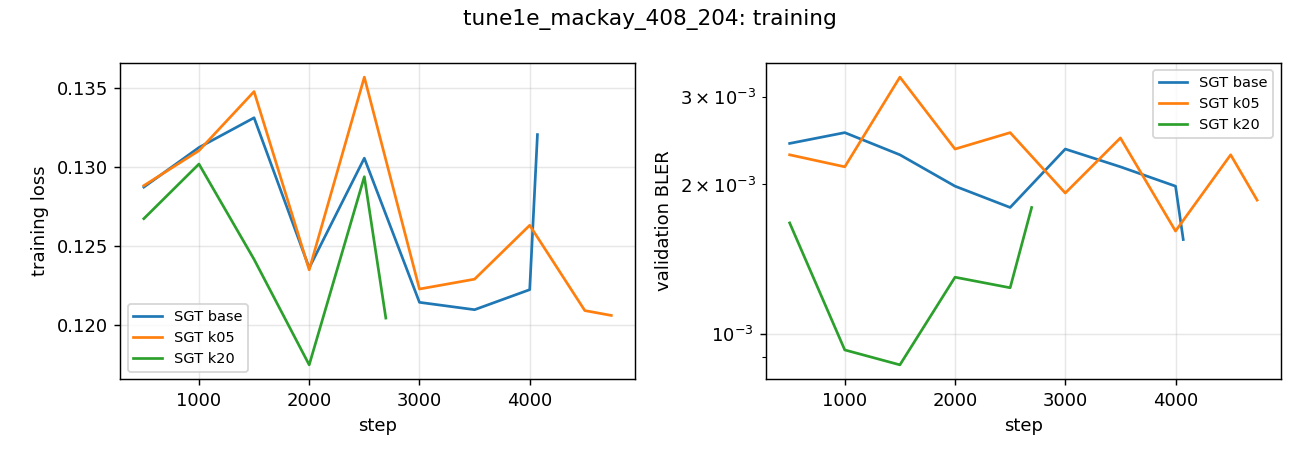 tune1e_mackay_408_204: training
training loss
0.135
0.130
0.125
0.120
1000 2000 3000 4000
step
SGT base
SGT k05
SGT k20
validation BLER
3 × 10⁻³
2 × 10⁻³
10⁻³
1000 2000 3000 4000
step
SGT base
SGT k05
SGT k20